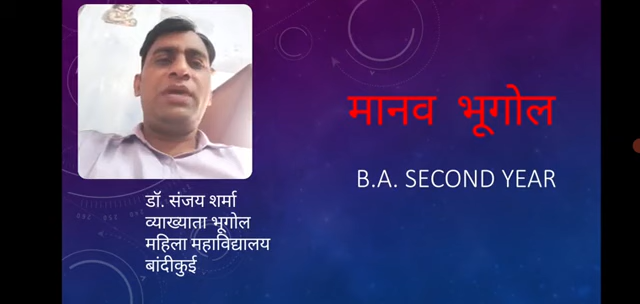 मानव भूगोल
B.A. SECOND YEAR
डॉ. संजय शर्मा
व्याख्याता भूगोल
महिला महाविद्यालय
बांदीकुई